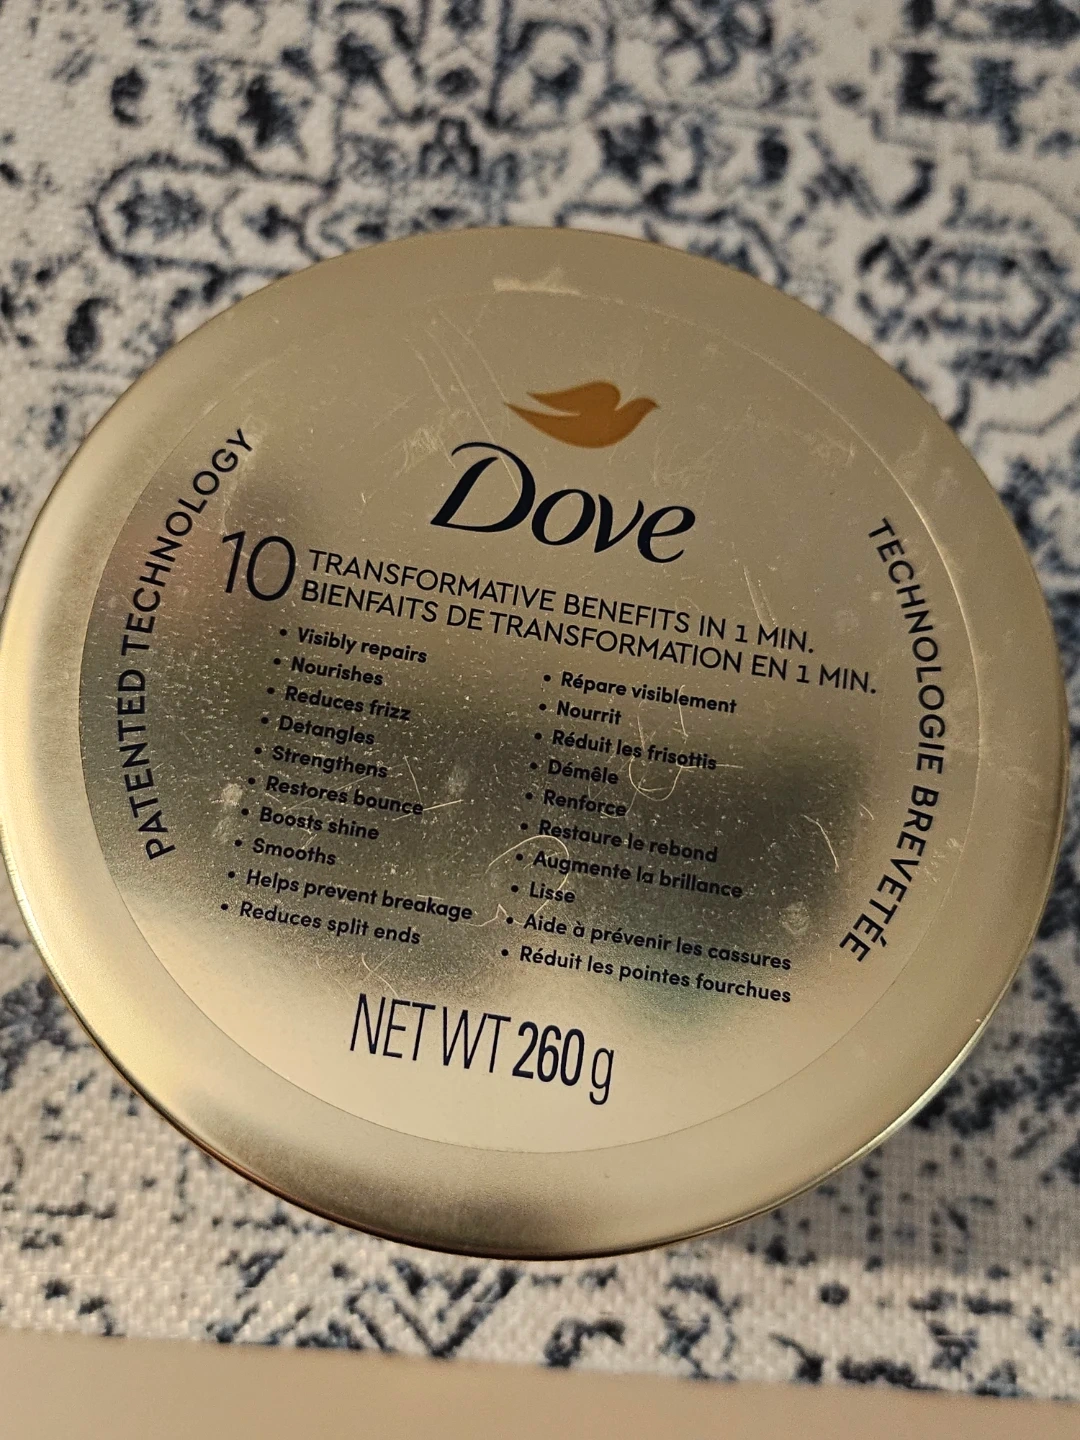 Dove
10 TRANSFORMATIVE BENEFITS IN 1 MIN.
BIENFAITS DE TRANSFORMATION EN 1 MIN.
• Visibly repairs
• Nourishes
• Reduces frizz
• Detangles
• Strengthens
• Restores bounce
• Boosts shine
• Smooths
• Helps prevent breakage
• Reduces split ends
• Répare visiblement
• Nourrit
• Réduit les frisottis
• Démêle
• Renforce
• Restaure le rebond
• Augmente la brillance
• Lisse
• Aide à prévenir les cassures
• Réduit les pointes fourchues
NET WT 260 g
PATENTED TECHNOLOGY
TECHNOLOGIE BREVETÉE